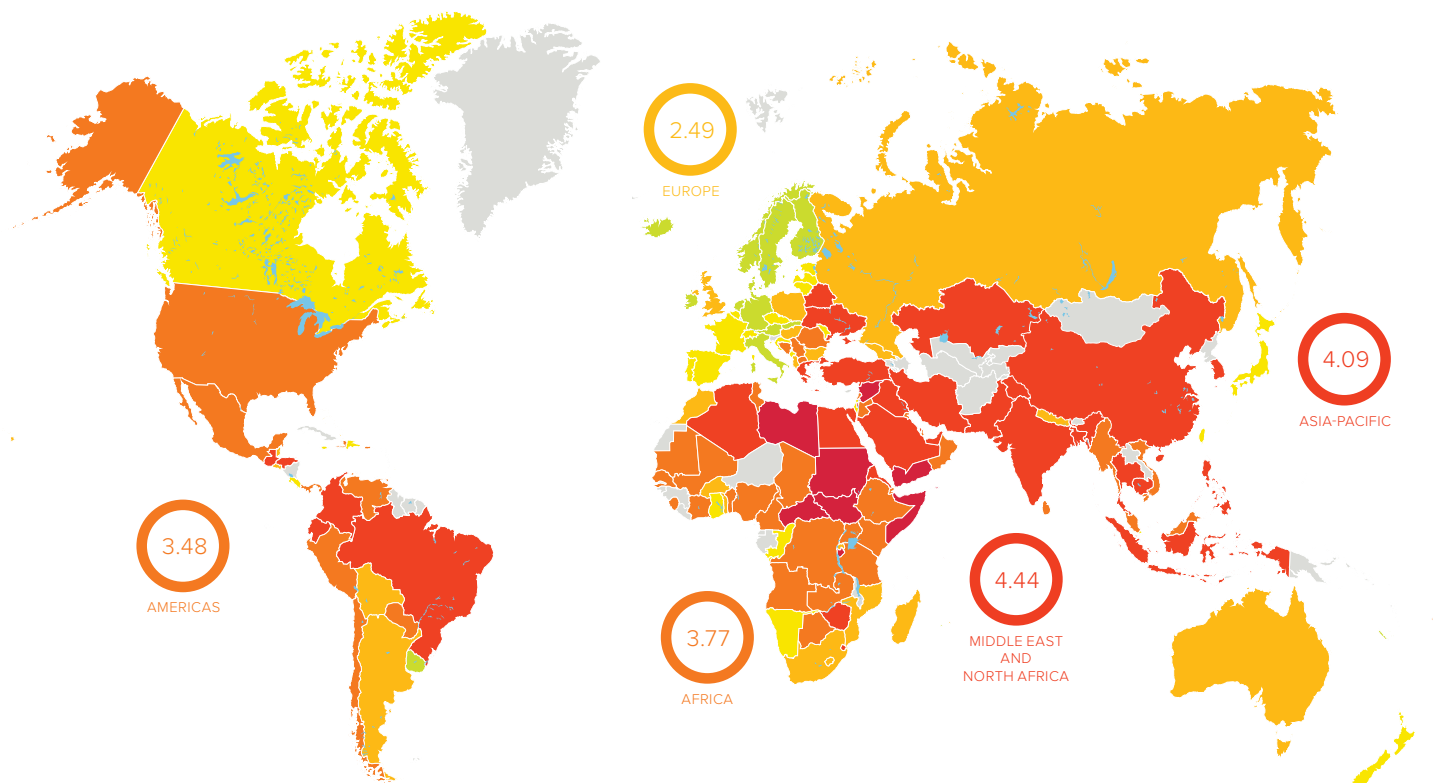 2.49
EUROPE
4.09
ASIA-PACIFIC
3.48
AMERICAS
4.44
MIDDLE EAST
AND
NORTH AFRICA
3.77
AFRICA